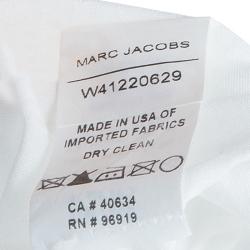 MARC JACOBS
W41220629
MADE IN USA OF
IMPORTED FABRICS
DRY CLEAN
CA # 40634
RN # 96919